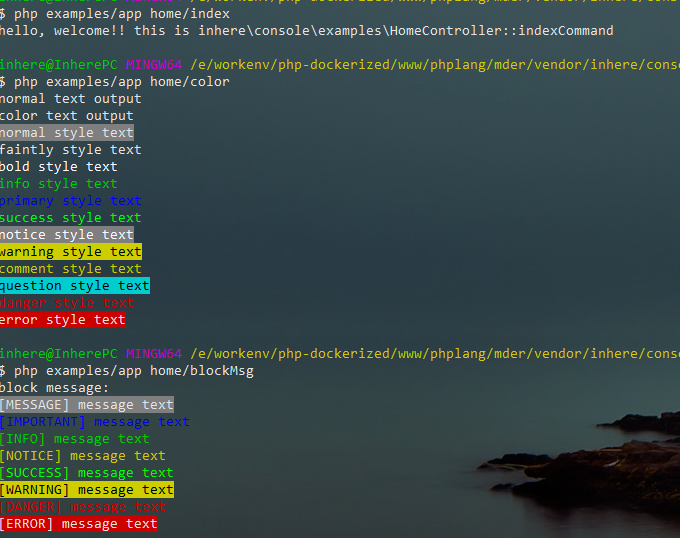 $ php examples/app home/index
hello, welcome!! this is inhere\console\examples\HomeController::indexCommand
inhere@InherePC MINGW64 /e/workenv/php-dockerized/www/phplang/mder/vendor/inhere/cons
$ php examples/app home/color
normal text output
color text output
normal style text
faintly style text
bold style text
info style text
primary style text
success style text
notice style text
warning style text
comment style text
question style text
danger style text
error style text
inhere@InherePC MINGW64 /e/workenv/php-dockerized/www/phplang/mder/vendor/inhere/cons
$ php examples/app home/blockMsg
block message:
[MESSAGE] message text
[IMPORTANT] message text
[INFO] message text
[NOTICE] message text
[SUCCESS] message text
[WARNING] message text
[DANGER] message text
[ERROR] message text